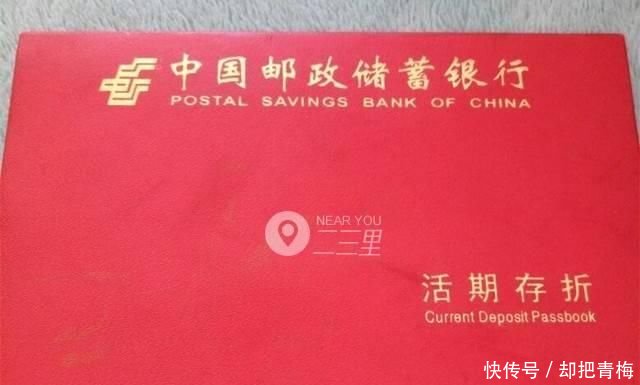 中国邮政储蓄银行
POSTAL SAVINGS BANK OF CHINA
NEAR YOU
二三里
活期存折
Current Deposit Passbook
快传号／却把青梅